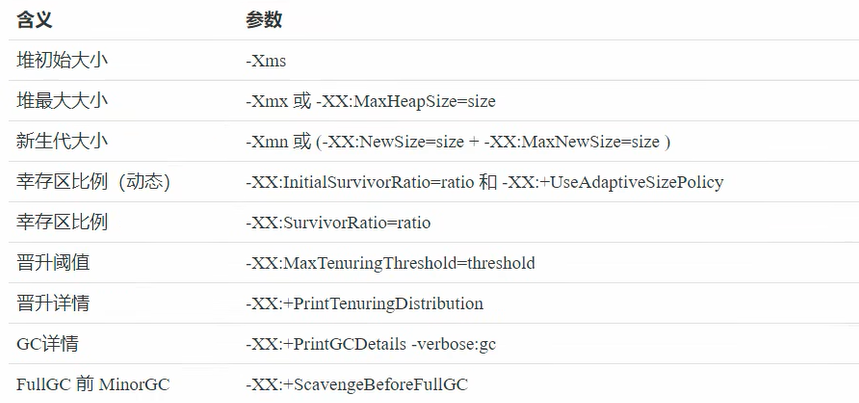 含义 参数
堆初始大小 -Xms
堆最大大小 -Xmx 或 -XX:MaxHeapSize=size
新生代大小 -Xmn 或 (-XX:NewSize=size + -XX:MaxNewSize=size )
幸存区比例（动态） -XX:InitialSurvivorRatio=ratio 和 -XX:+UseAdaptiveSizePolicy
幸存区比例 -XX:SurvivorRatio=ratio
晋升阈值 -XX:MaxTenuringThreshold=threshold
晋升详情 -XX:+PrintTenuringDistribution
GC详情 -XX:+PrintGCDetails -verbose:gc
FullGC 前 MinorGC -XX:+ScavengeBeforeFullGC